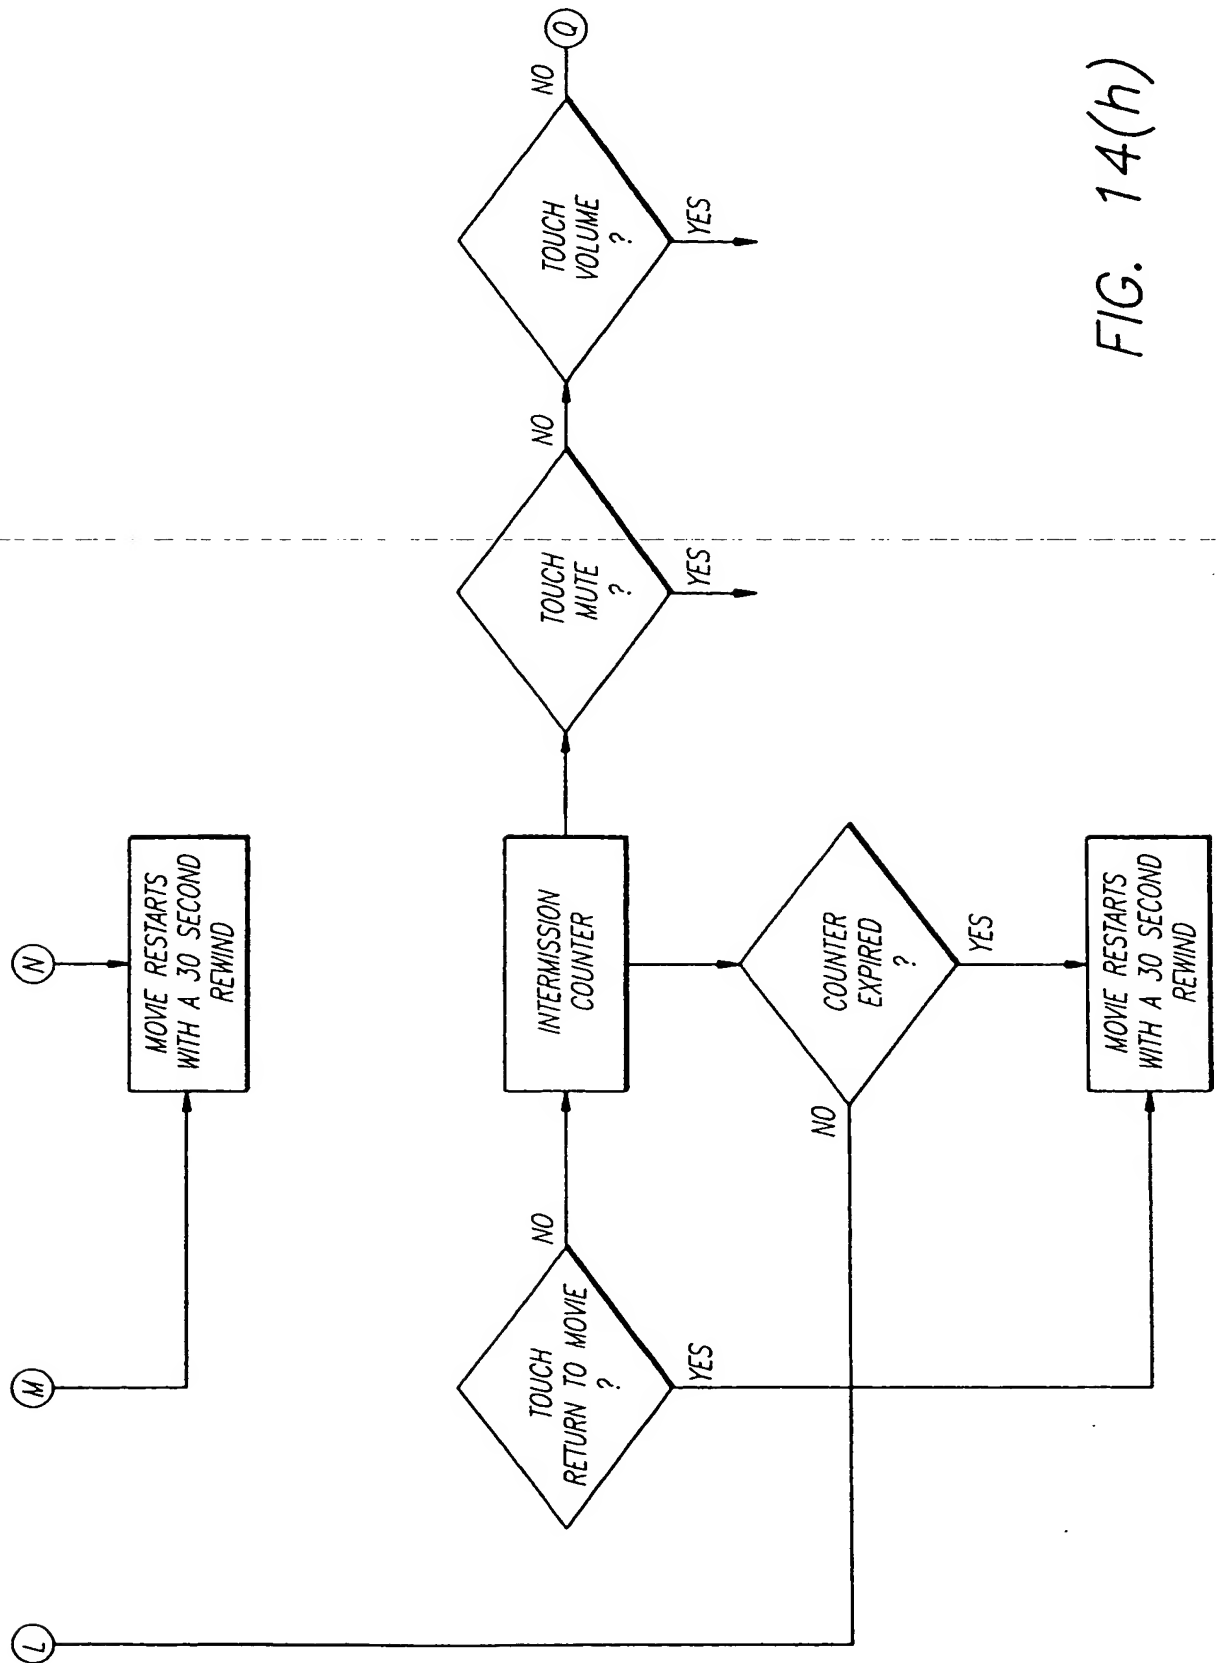 L
M
N
MOVIE RESTARTS
WITH A 30 SECOND
REWIND
TOUCH
RETURN TO MOVIE
?
NO
YES
INTERMISSION
COUNTER
TOUCH
MUTE
?
NO
YES
TOUCH
VOLUME
?
NO
YES
Q
COUNTER
EXPIRED
?
NO
YES
MOVIE RESTARTS
WITH A 30 SECOND
REWIND
FIG. 14(h)